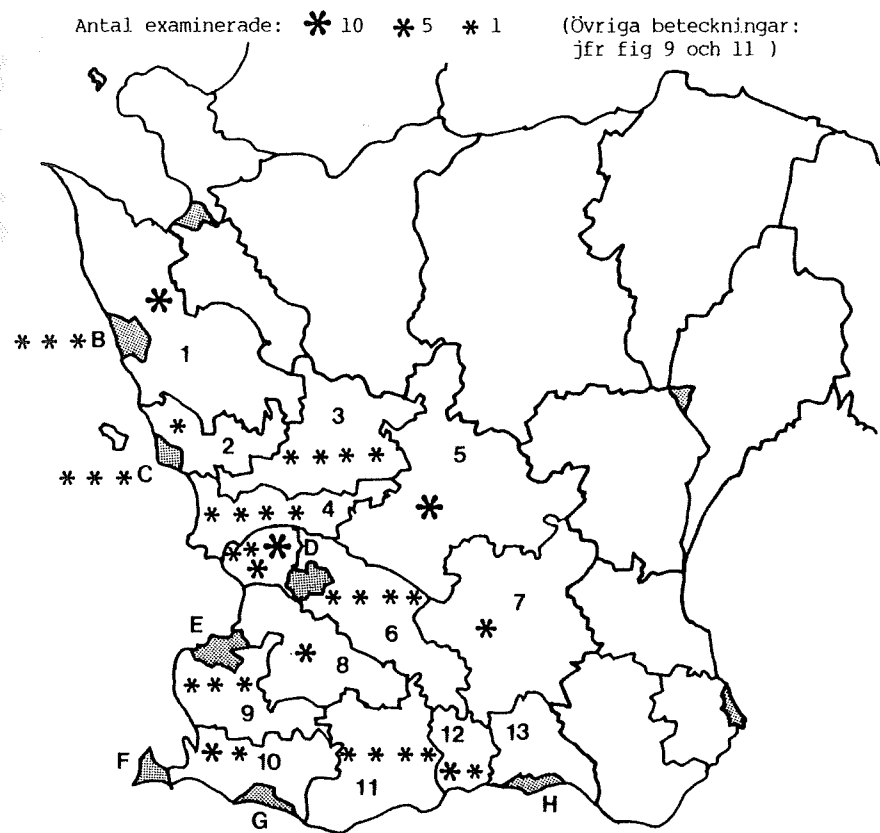 Antal examinerade: * 10 * 5 * 1 (Övriga beteckningar:
jfr fig 9 och 11 )
B
1
3
2
5
C
4
D
7
E
6
8
9
12
13
F
10
11
H
G